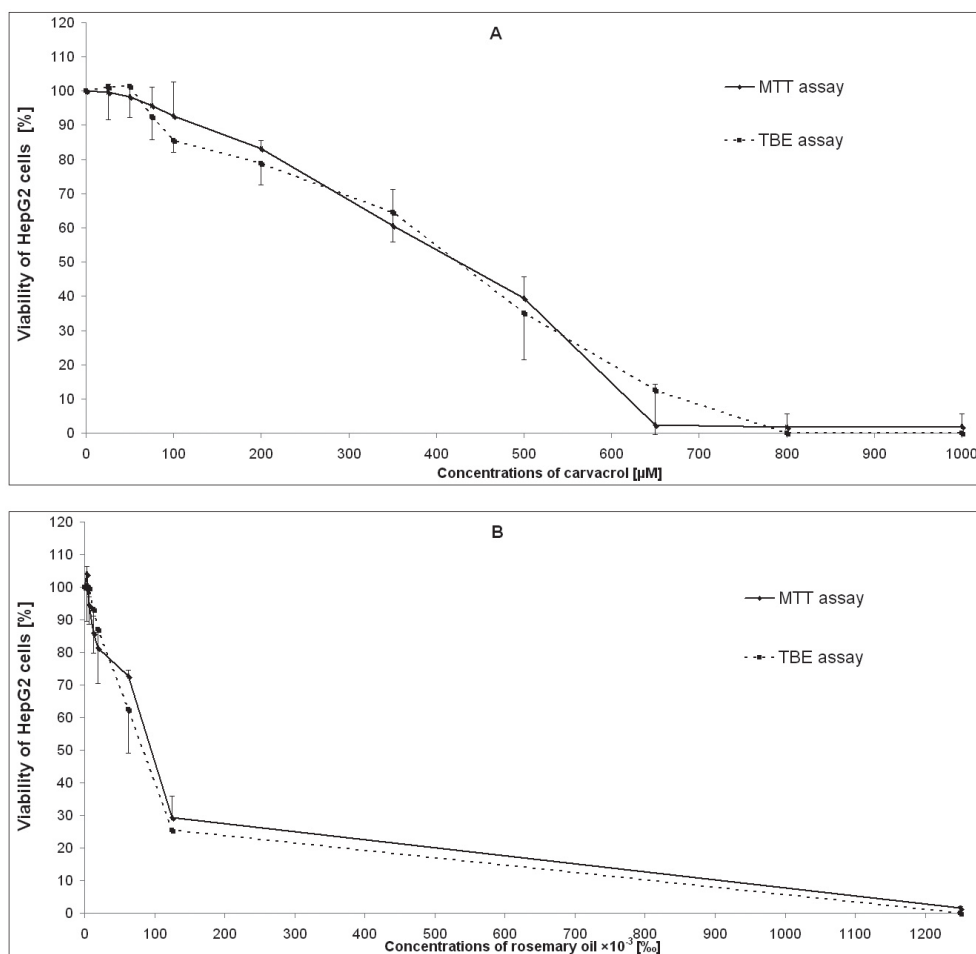 A
120
110
100
90
80
70
60
50
40
30
20
10
0
Viability of HepG2 cells [%]
MTT assay
TBE assay
0 100 200 300 400 500 600 700 800 900 1000
Concentrations of carvacrol [µM]
B
120
110
100
90
80
70
60
50
40
30
20
10
0
Viability of HepG2 cells [%]
MTT assay
TBE assay
0 100 200 300 400 500 600 700 800 900 1000 1100 1200
Concentrations of rosemary oil ×10⁻³ [‰]